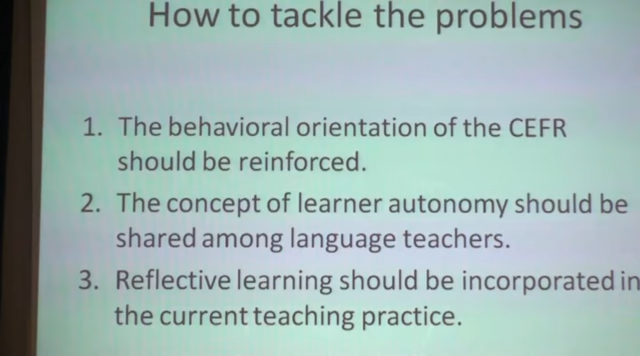 How to tackle the problems
1. The behavioral orientation of the CEFR
should be reinforced.
2. The concept of learner autonomy should be
shared among language teachers.
3. Reflective learning should be incorporated in
the current teaching practice.